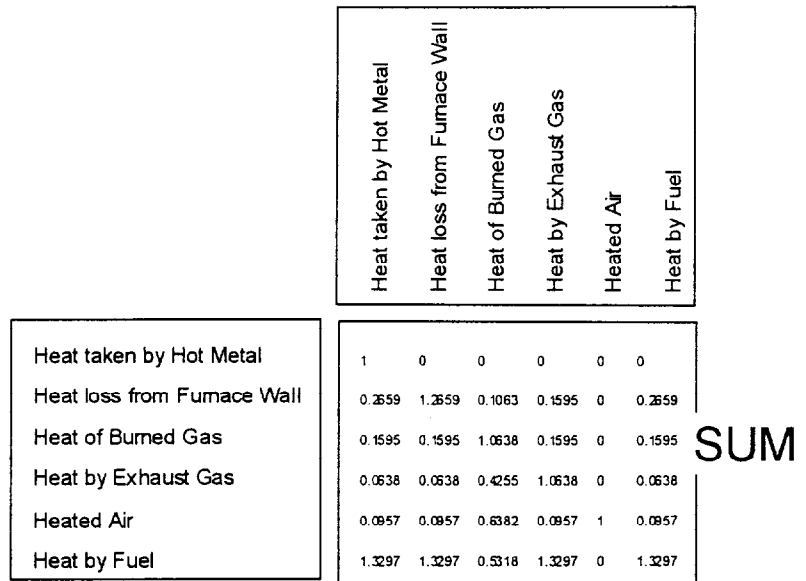 Heat taken by Hot Metal
Heat loss from Furnace Wall
Heat of Burned Gas
Heat by Exhaust Gas
Heated Air
Heat by Fuel
Heat taken by Hot Metal 1 0 0 0 0 0
Heat loss from Furnace Wall 0.2659 1.2659 0.1063 0.1595 0 0.2659
Heat of Burned Gas 0.1595 0.1595 1.0638 0.1595 0 0.1595
SUM
Heat by Exhaust Gas 0.0638 0.0638 0.4255 1.0638 0 0.0638
Heated Air 0.0957 0.0957 0.6382 0.0957 1 0.0957
Heat by Fuel 1.3297 1.3297 0.5318 1.3297 0 1.3297